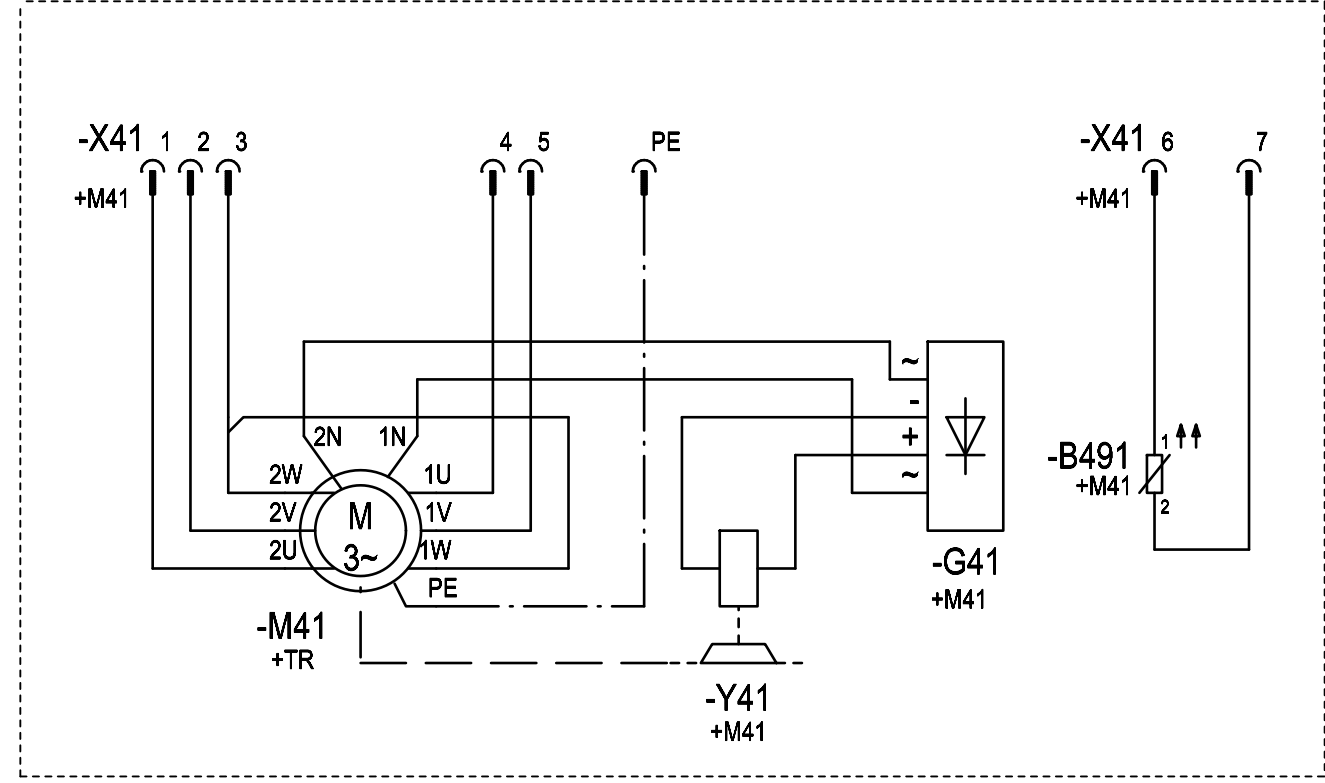 -X41 1 2 3 4 5 PE -X41 6 7
+M41 +M41
~
-
2N 1N +
2W 1U ~
-B491 1
+M41
2V 1V 2
M
2U 3~ 1W
PE
-G41
+M41
-M41
+TR
-Y41
+M41